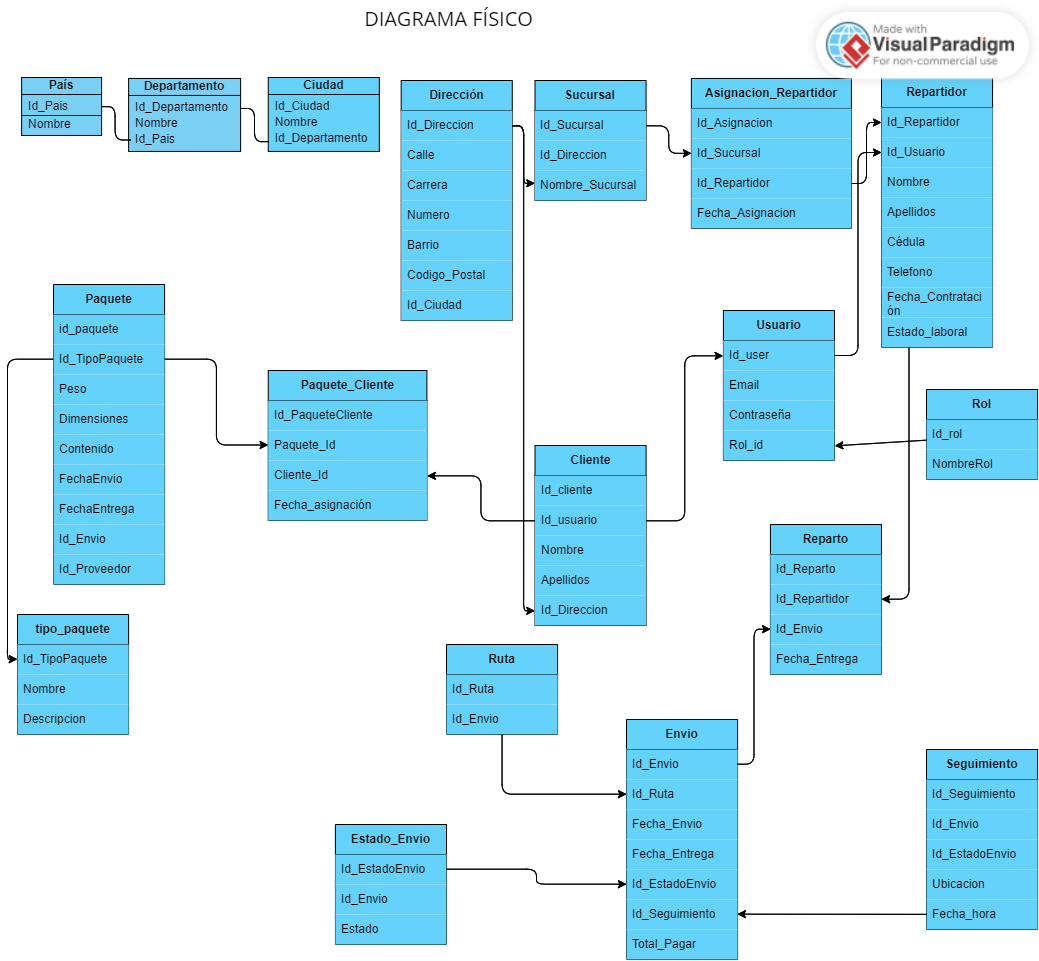 DIAGRAMA FÍSICO
Made with
Visual Paradigm
For non-commercial use
País
Id_Pais
Nombre
Departamento
Id_Departamento
Nombre
Id_Pais
Ciudad
Id_Ciudad
Nombre
Id_Departamento
Dirección
Id_Direccion
Calle
Carrera
Numero
Barrio
Codigo_Postal
Id_Ciudad
Sucursal
Id_Sucursal
Id_Direccion
Nombre_Sucursal
Asignacion_Repartidor
Id_Asignacion
Id_Sucursal
Id_Repartidor
Fecha_Asignacion
Repartidor
Id_Repartidor
Id_Usuario
Nombre
Apellidos
Cédula
Telefono
Fecha_Contrataci
ón
Estado_laboral
Paquete
id_paquete
Id_TipoPaquete
Peso
Dimensiones
Contenido
FechaEnvio
FechaEntrega
Id_Envio
Id_Proveedor
Paquete_Cliente
Id_PaqueteCliente
Paquete_Id
Cliente_Id
Fecha_asignación
Usuario
Id_user
Email
Contraseña
Rol_id
Rol
Id_rol
NombreRol
Cliente
Id_cliente
Id_usuario
Nombre
Apellidos
Id_Direccion
Reparto
Id_Reparto
Id_Repartidor
Id_Envio
Fecha_Entrega
tipo_paquete
Id_TipoPaquete
Nombre
Descripcion
Ruta
Id_Ruta
Id_Envio
Envio
Id_Envio
Id_Ruta
Fecha_Envio
Fecha_Entrega
Id_EstadoEnvio
Id_Seguimiento
Total_Pagar
Seguimiento
Id_Seguimiento
Id_Envio
Id_EstadoEnvio
Ubicacion
Fecha_hora
Estado_Envio
Id_EstadoEnvio
Id_Envio
Estado